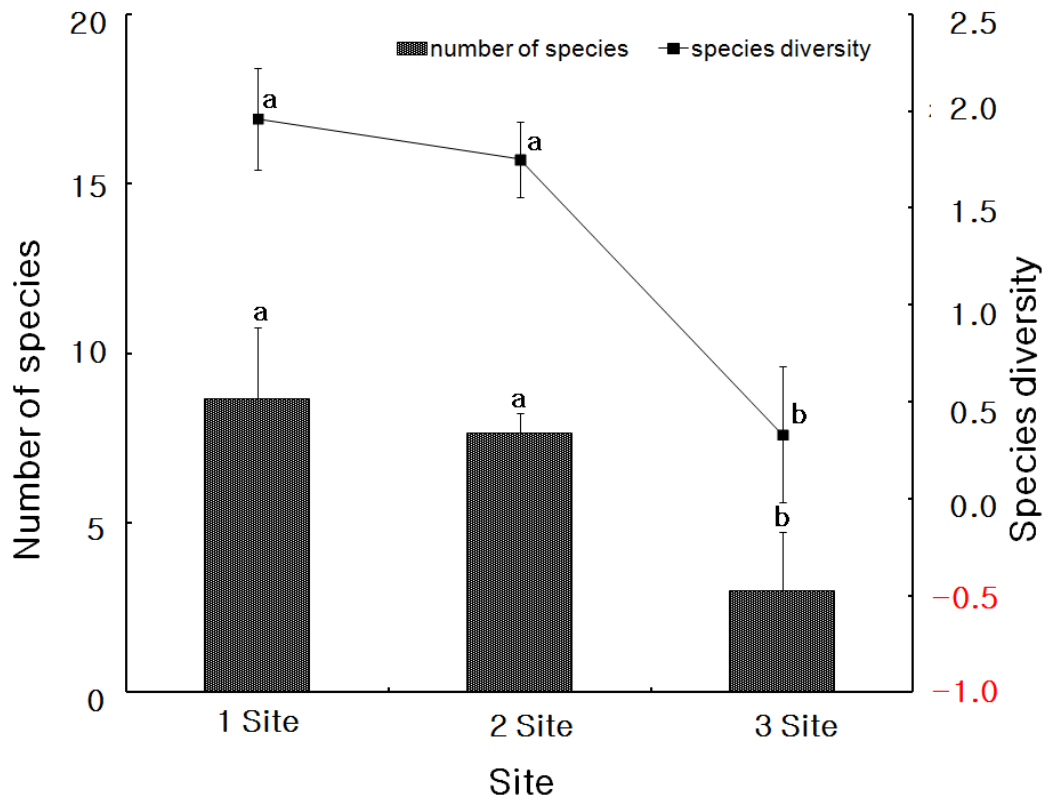 number of species
species diversity
20
15
10
5
0
Number of species
a
a
b
a
a
b
2.5
2.0
1.5
1.0
0.5
0.0
−0.5
−1.0
Species diversity
1 Site
2 Site
3 Site
Site